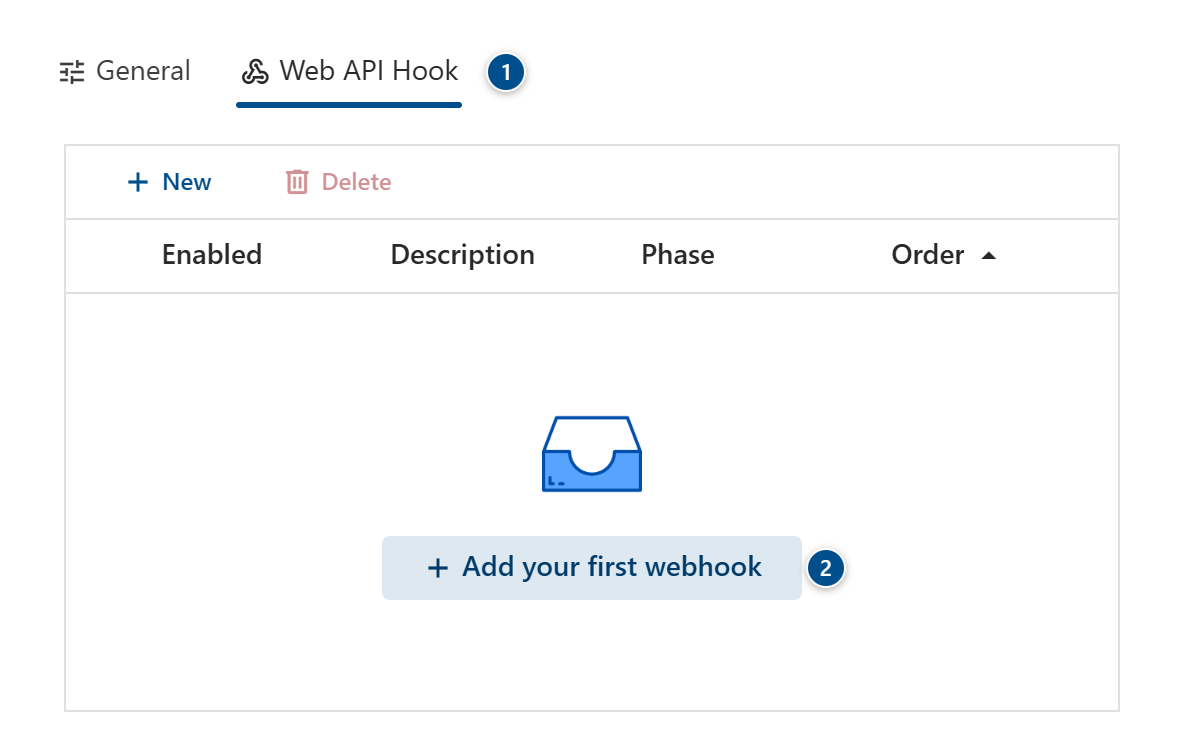 General Web API Hook 1
New Delete
Enabled Description Phase Order
Add your first webhook 2